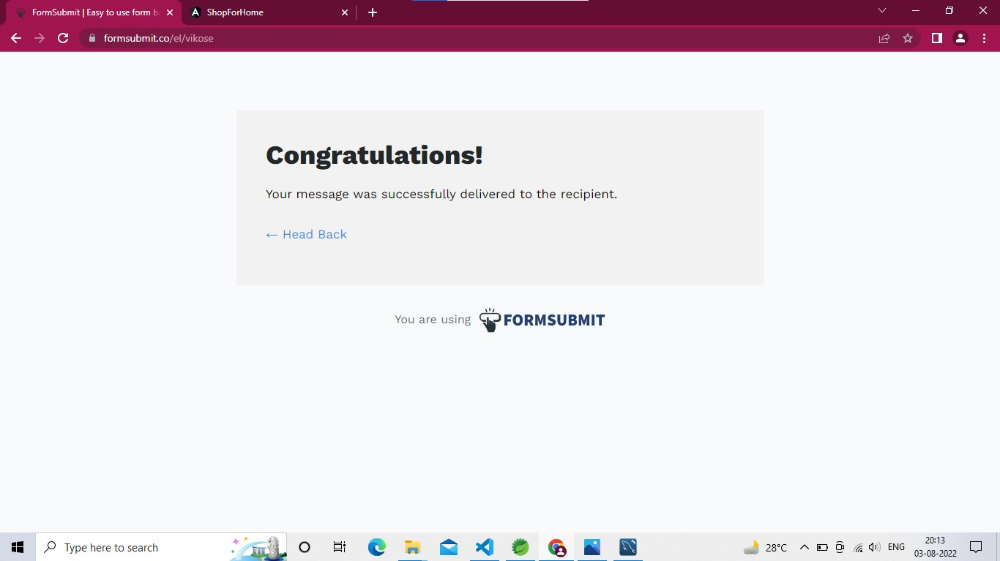 FormSubmit | Easy to use form b
ShopForHome
formsubmit.co/el/vikose
Congratulations!
Your message was successfully delivered to the recipient.
← Head Back
You are using FORMSUBMIT
Type here to search
28°C
ENG
20:13
03-08-2022